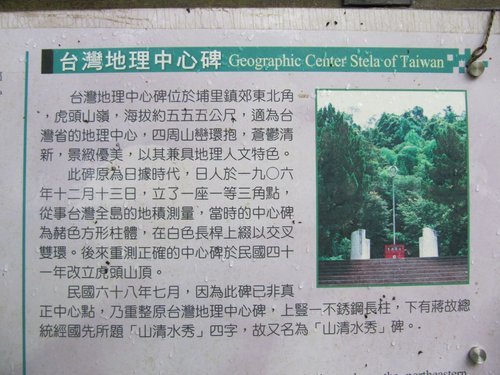 台灣地理中心碑 Geographic Center Stela of Taiwan
台灣地理中心碑位於埔里鎮郊東北角
，虎頭山嶺，海拔約五五五公尺，適為台
灣省的地理中心，四周山巒環抱，蒼鬱清
新，景緻優美，以其兼具地理人文特色。
此碑原為日據時代，日人於一九〇六
年十二月十三日，立了一座一等三角點，
從事台灣全島的地積測量，當時的中心碑
為赭色方形柱體，在白色長桿上綴以交叉
雙環。後來重測正確的中心碑於民國四十
一年改立虎頭山頂。
民國六十八年七月，因為此碑已非真
正中心點，乃重整原台灣地理中心碑，上豎一不銹鋼長柱，下有蔣故總
統經國先所題「山清水秀」四字，故又名為「山清水秀」碑。
northeastern